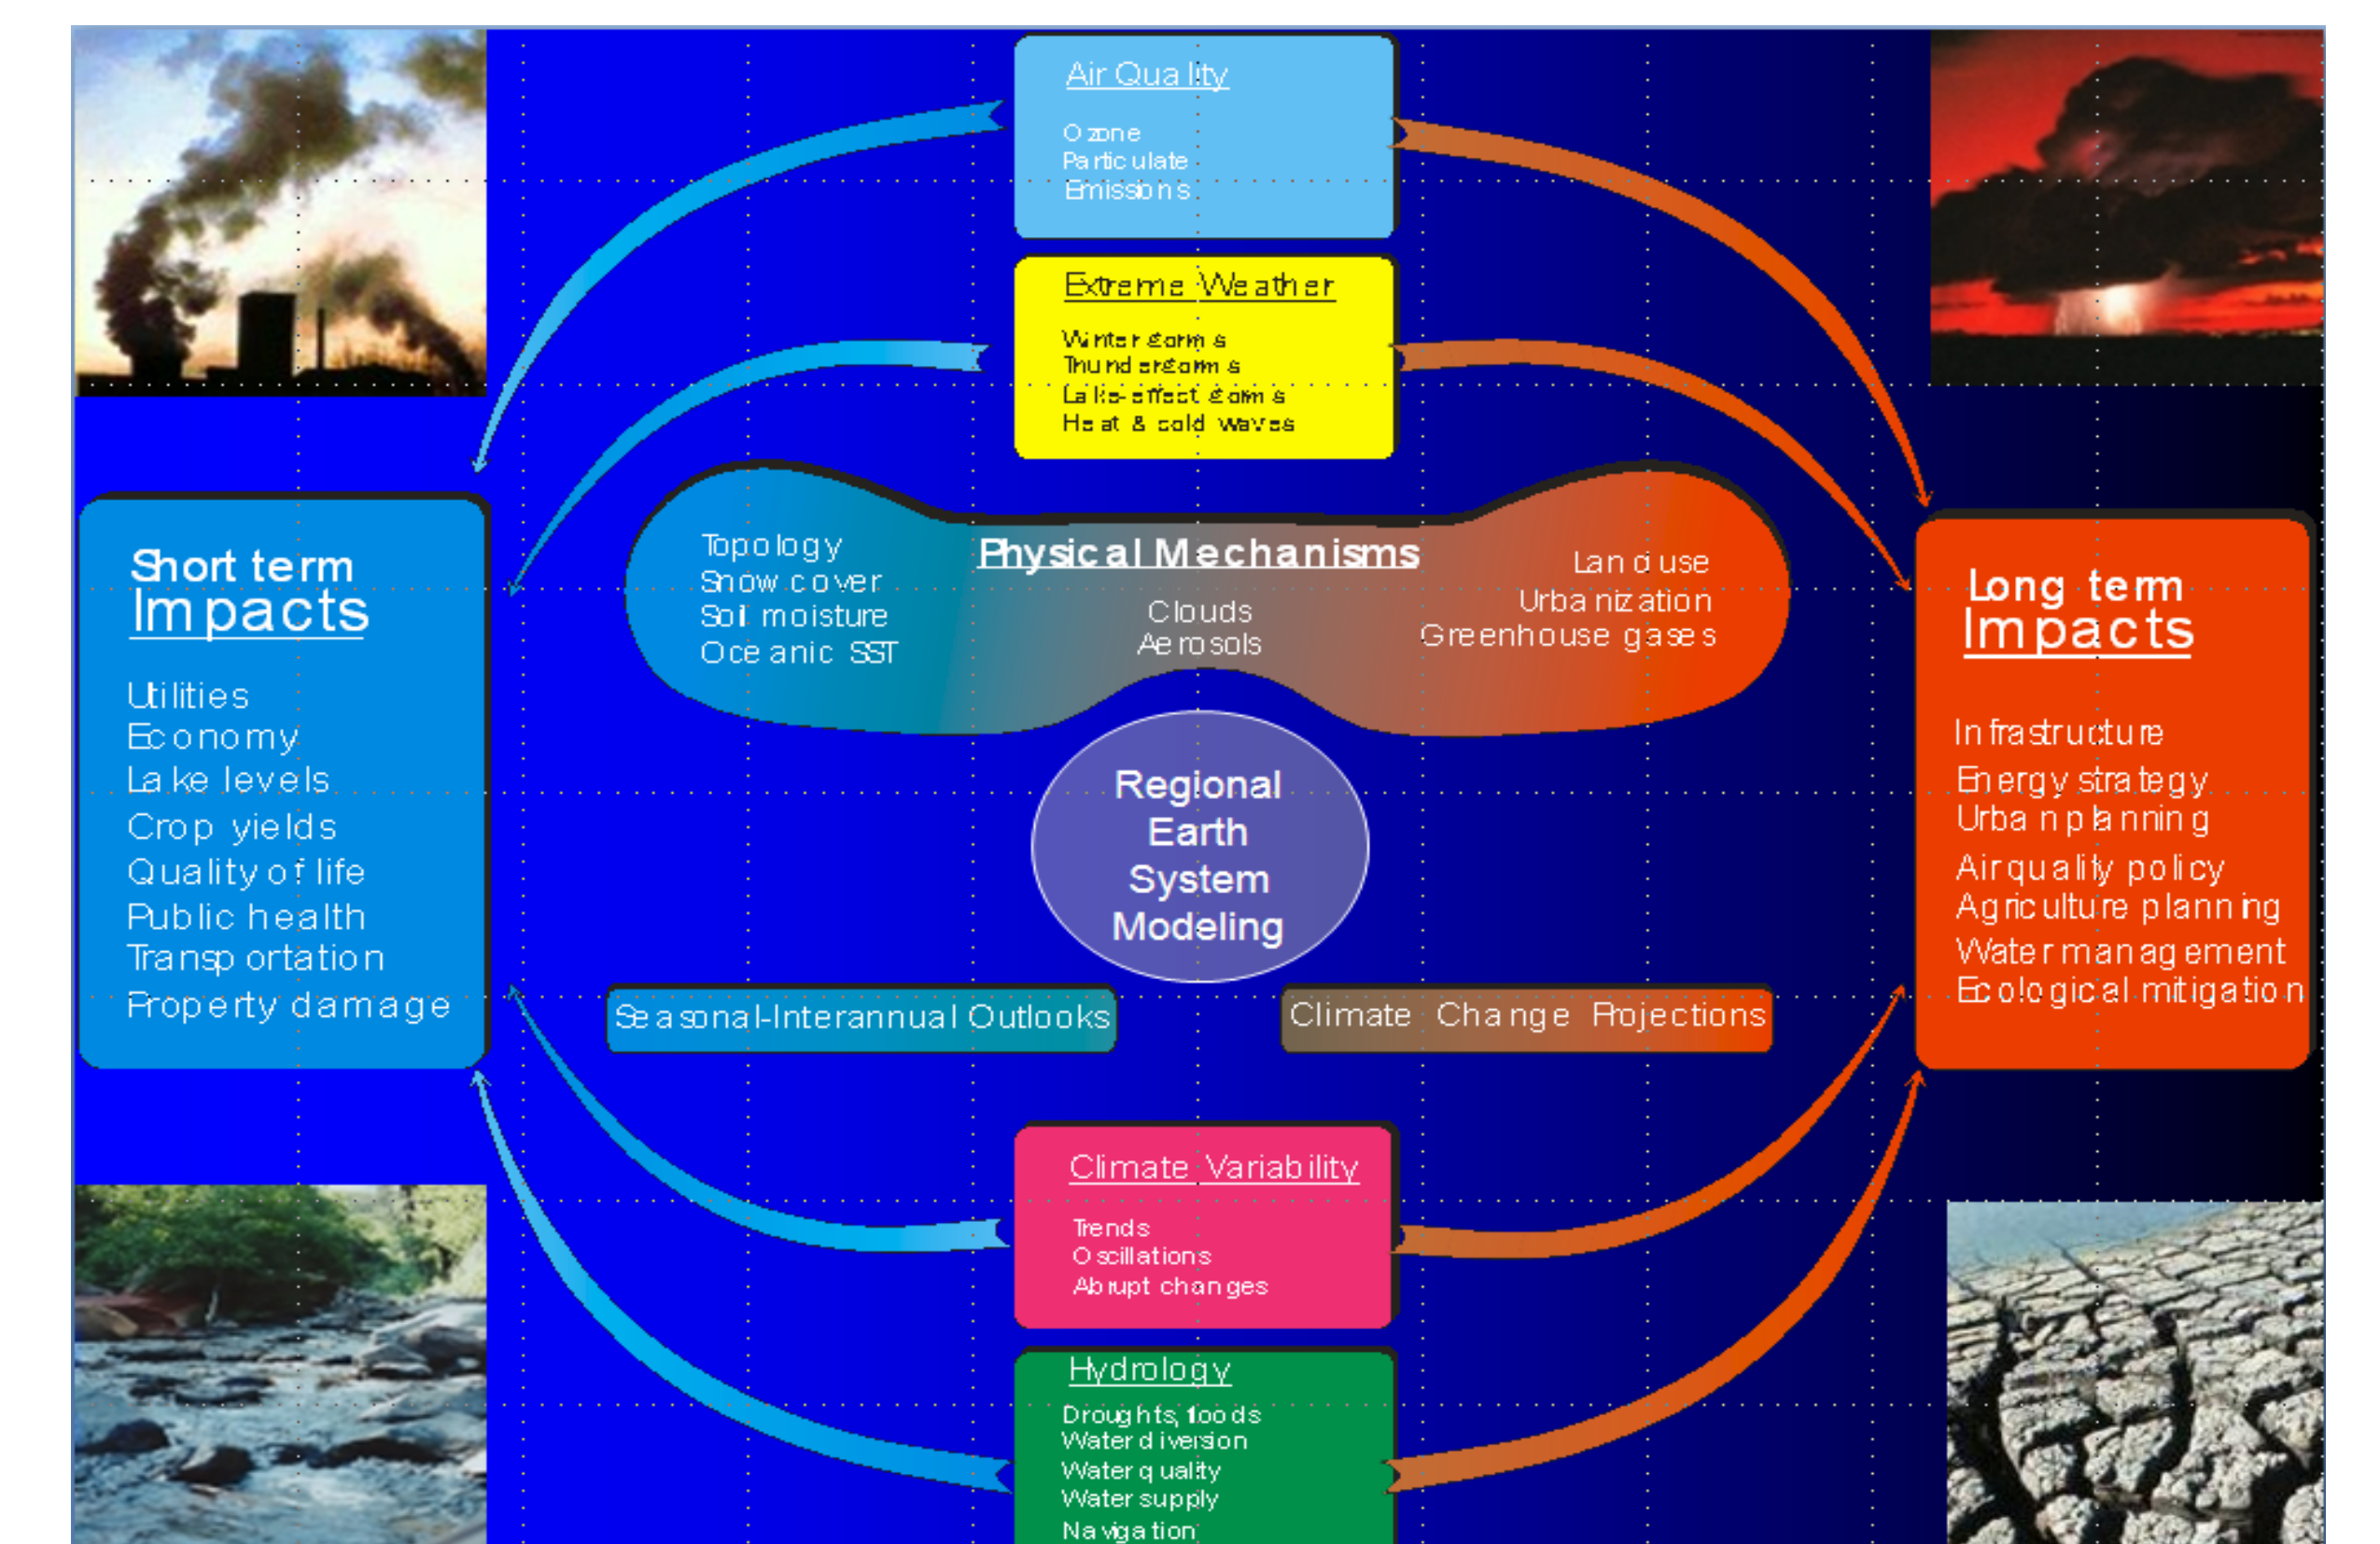 Air Quality
Ozone
Particulate
Emissions
Extreme Weather
Winter storms
Thunderstorms
Lake-effect storms
Heat & cold waves
Short term
Impacts
Utilities
Economy
Lake levels
Crop yields
Quality of life
Public health
Transportation
Property damage
Physical Mechanisms
Topology
Snow cover
Soil moisture
Oceanic SST
Clouds
Aerosols
Land use
Urbanization
Greenhouse gases
Regional
Earth
System
Modeling
Seasonal-Interannual Outlooks
Climate Change Projections
Long term
Impacts
Infrastructure
Energy strategy
Urban planning
Air quality policy
Agriculture planning
Water management
Ecological mitigation
Climate Variability
Trends
Oscillations
Abrupt changes
Hydrology
Droughts, floods
Water diversion
Water quality
Water supply
Navigation